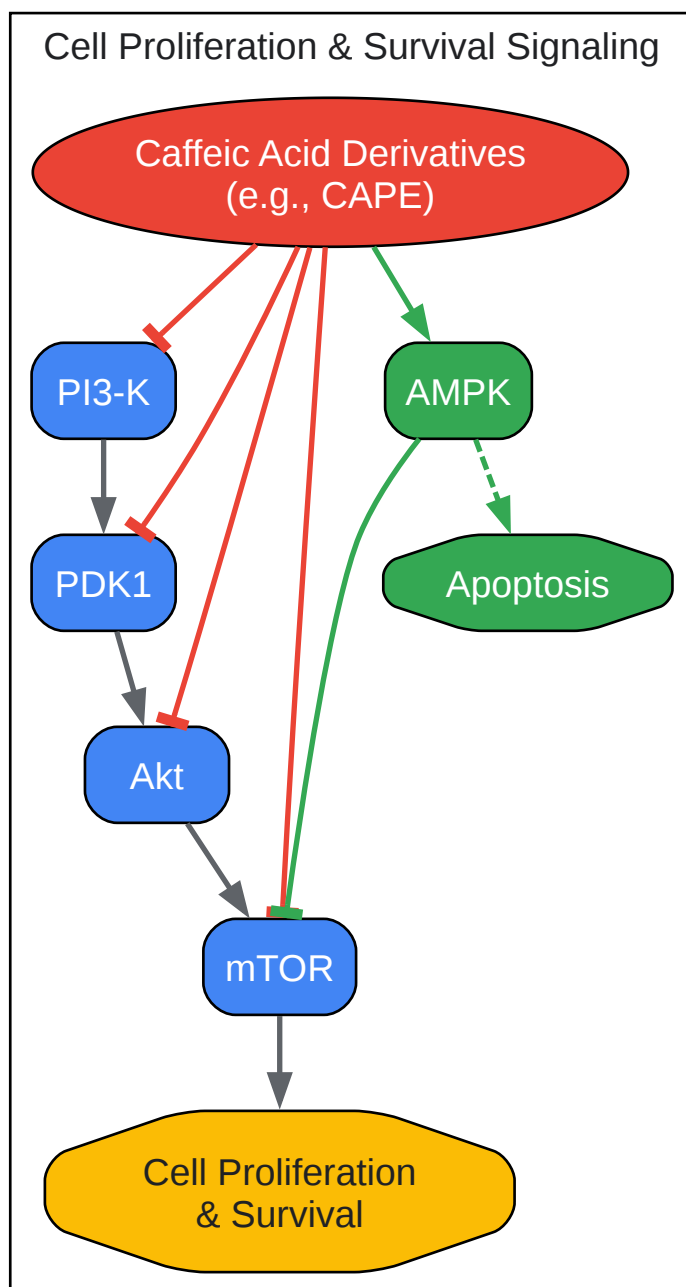 Cell Proliferation & Survival Signaling
Caffeic Acid Derivatives
(e.g., CAPE)
PI3-K
AMPK
PDK1
Apoptosis
Akt
mTOR
Cell Proliferation
& Survival